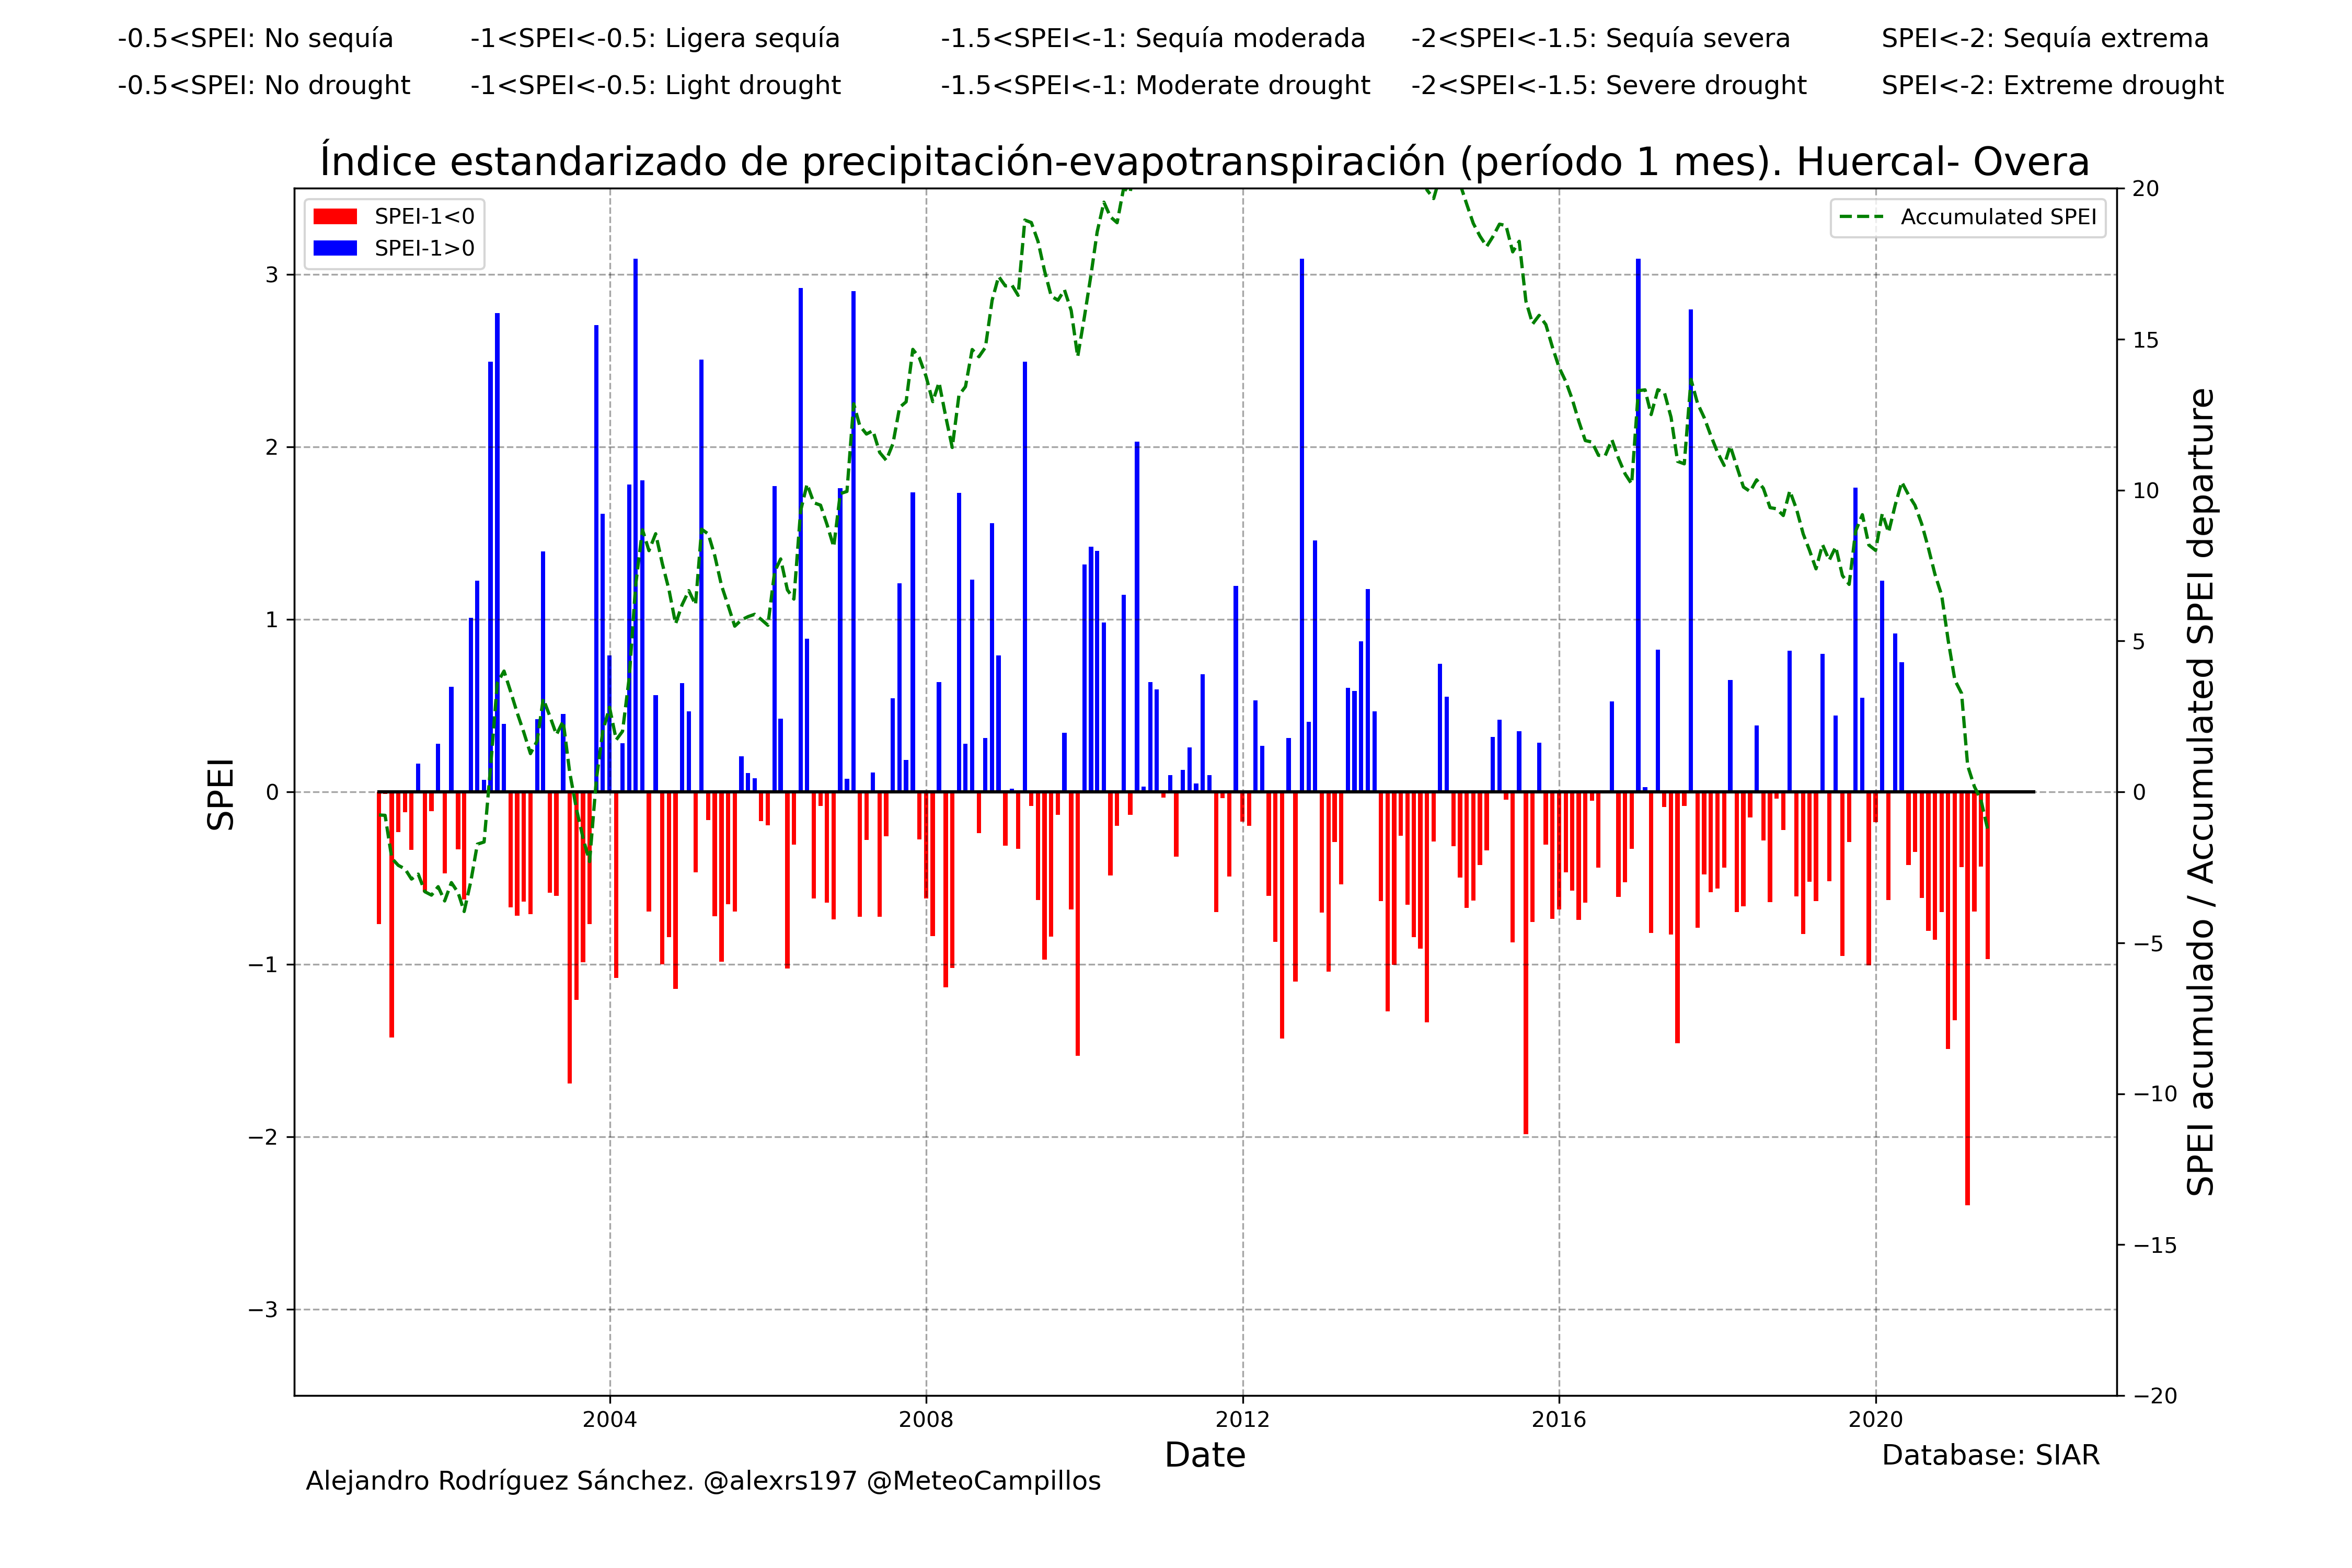 -0.5<SPEI: No sequía
-1<SPEI<-0.5: Ligera sequía
-1.5<SPEI<-1: Sequía moderada
-2<SPEI<-1.5: Sequía severa
SPEI<-2: Sequía extrema
-0.5<SPEI: No drought
-1<SPEI<-0.5: Light drought
-1.5<SPEI<-1: Moderate drought
-2<SPEI<-1.5: Severe drought
SPEI<-2: Extreme drought
Índice estandarizado de precipitación-evapotranspiración (período 1 mes). Huercal- Overa
SPEI-1<0
SPEI-1>0
Accumulated SPEI
SPEI
3
2
1
0
−1
−2
−3
20
15
10
5
0
−5
−10
−15
−20
SPEI acumulado / Accumulated SPEI departure
2004
2008
2012
2016
2020
Date
Database: SIAR
Alejandro Rodríguez Sánchez. @alexrs197 @MeteoCampillos